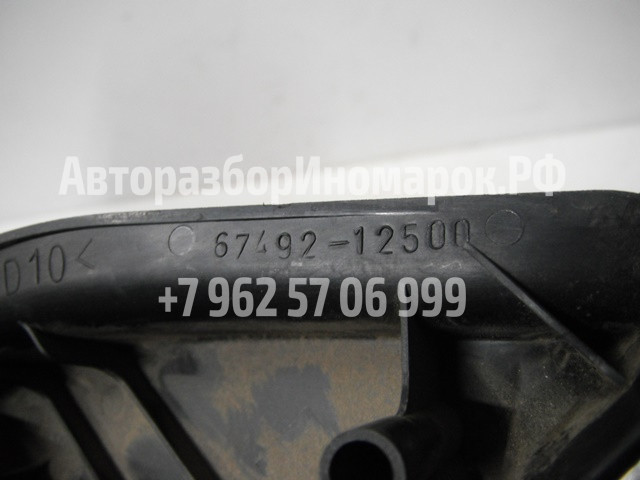 АвторазборИномарок.РФ
67492-12500
D10<
+7 962 57 06 999